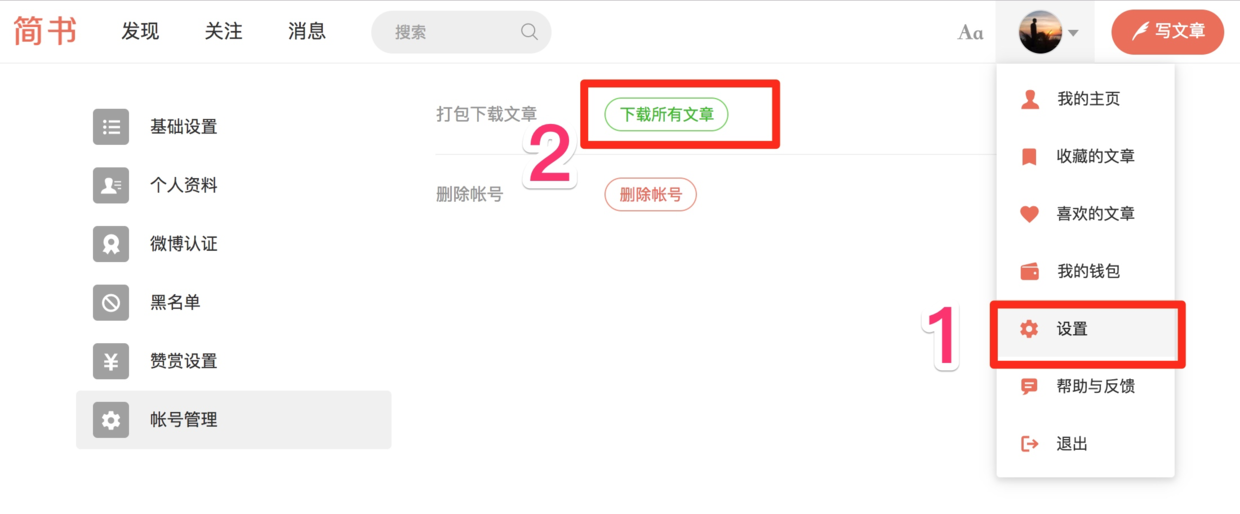 简书
发现
关注
消息
搜索
Aa
写文章
基础设置
个人资料
微博认证
黑名单
赞赏设置
帐号管理
打包下载文章
下载所有文章
2
删除帐号
删除帐号
我的主页
收藏的文章
喜欢的文章
我的钱包
1
设置
帮助与反馈
退出